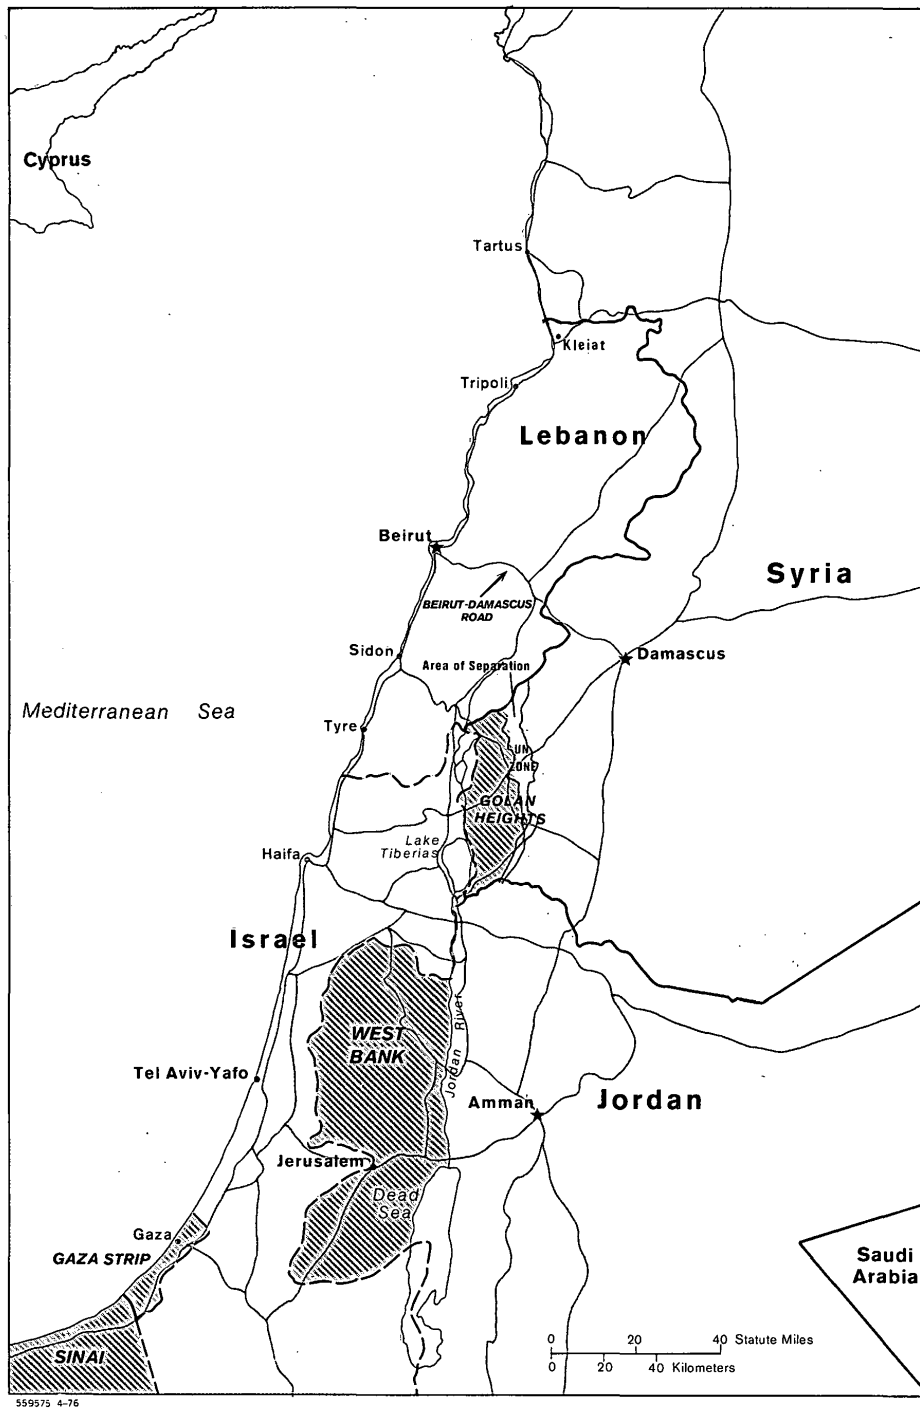 Cyprus
Tartus
Kleiat
Tripoli
Lebanon
Beirut
Syria
BEIRUT-DAMASCUS
ROAD
Sidon
Area of Separation
Damascus
Mediterranean Sea
Tyre
UN
ZONE
GOLAN
HEIGHTS
Lake
Tiberias
Haifa
Israel
Jordan River
WEST
BANK
Tel Aviv-Yafo
Amman
Jordan
Jerusalem
Dead
Sea
Gaza
GAZA STRIP
Saudi
Arabia
SINAI
0 20 40 Statute Miles
0 20 40 Kilometers
559575 4-76